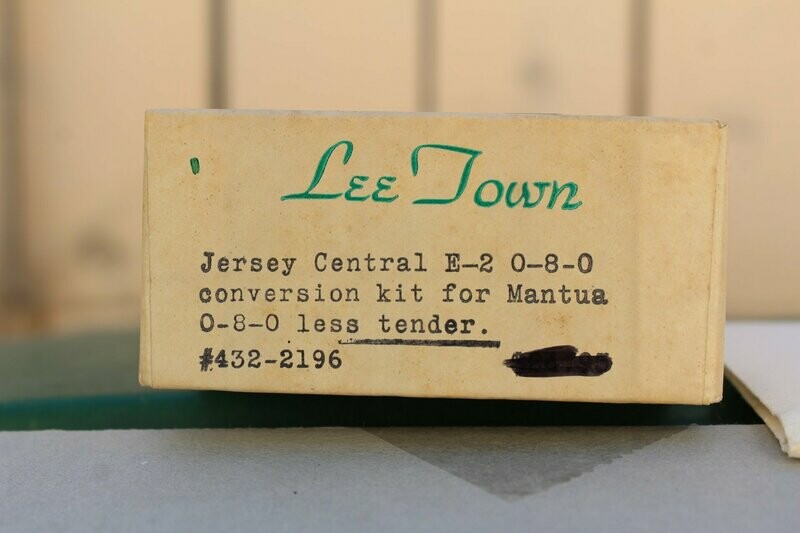 Lee Town
Jersey Central E-2 0-8-0
conversion kit for Mantua
0-8-0 less tender.
#432-2196